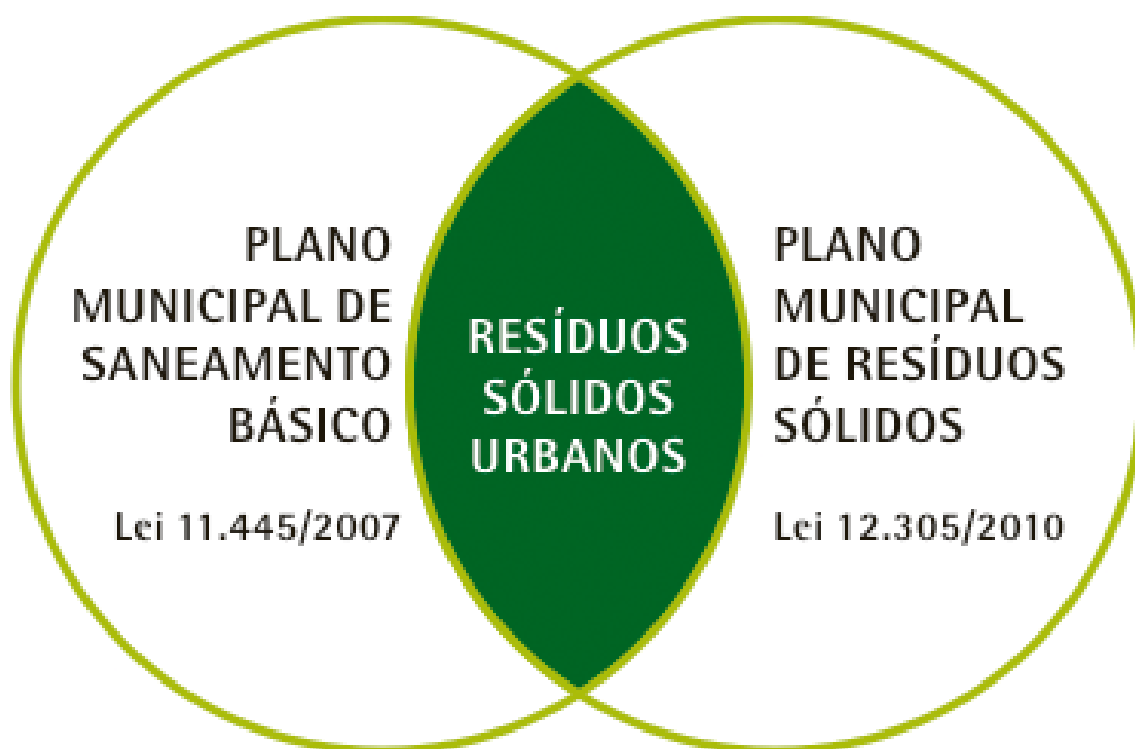 PLANO
MUNICIPAL DE
SANEAMENTO
BÁSICO
Lei 11.445/2007
RESÍDUOS
SÓLIDOS
URBANOS
PLANO
MUNICIPAL
DE RESÍDUOS
SÓLIDOS
Lei 12.305/2010